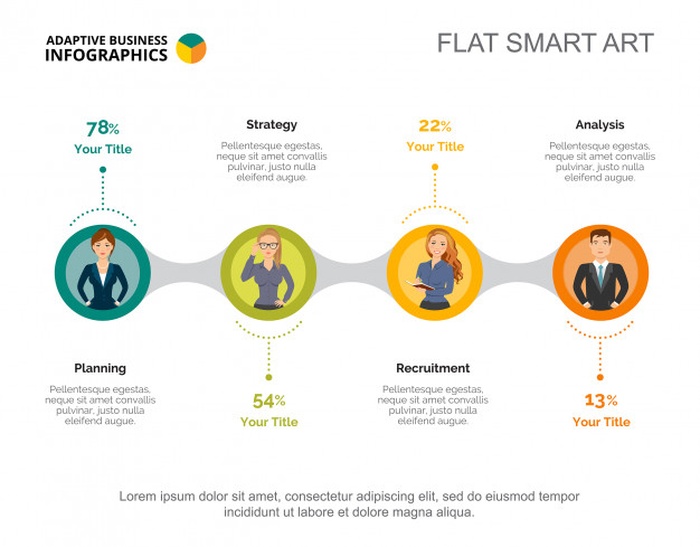 ADAPTIVE BUSINESS
INFOGRAPHICS
FLAT SMART ART
78%
Your Title
Strategy
Pellentesque egestas,
neque sit amet convallis
pulvinar, justo nulla
eleifend augue.
22%
Your Title
Analysis
Pellentesque egestas,
neque sit amet convallis
pulvinar, justo nulla
eleifend augue.
Planning
Pellentesque egestas,
neque sit amet convallis
pulvinar, justo nulla
eleifend augue.
54%
Your Title
Recruitment
Pellentesque egestas,
neque sit amet convallis
pulvinar, justo nulla
eleifend augue.
13%
Your Title
Lorem ipsum dolor sit amet, consectetur adipiscing elit, sed do eiusmod tempor
incididunt ut labore et dolore magna aliqua.